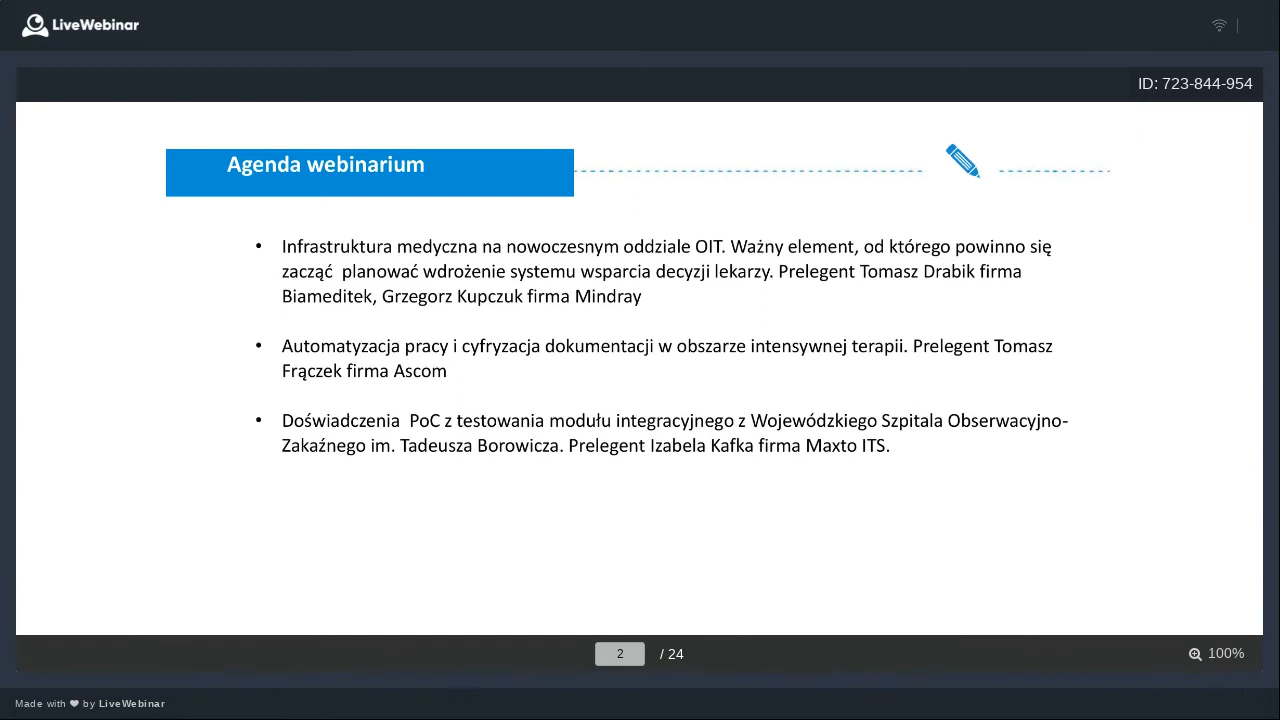 LiveWebinar
ID: 723-844-954
Agenda webinarium
• Infrastruktura medyczna na nowoczesnym oddziale OIT. Ważny element, od którego powinno się
zacząć  planować wdrożenie systemu wsparcia decyzji lekarzy. Prelegent Tomasz Drabik firma
Biameditek, Grzegorz Kupczuk firma Mindray
• Automatyzacja pracy i cyfryzacja dokumentacji w obszarze intensywnej terapii. Prelegent Tomasz
Frączek firma Ascom
• Doświadczenia  PoC z testowania modułu integracyjnego z Wojewódzkiego Szpitala Obserwacyjno-
Zakaźnego im. Tadeusza Borowicza. Prelegent Izabela Kafka firma Maxto ITS.
2 / 24
100%
Made with ❤ by LiveWebinar